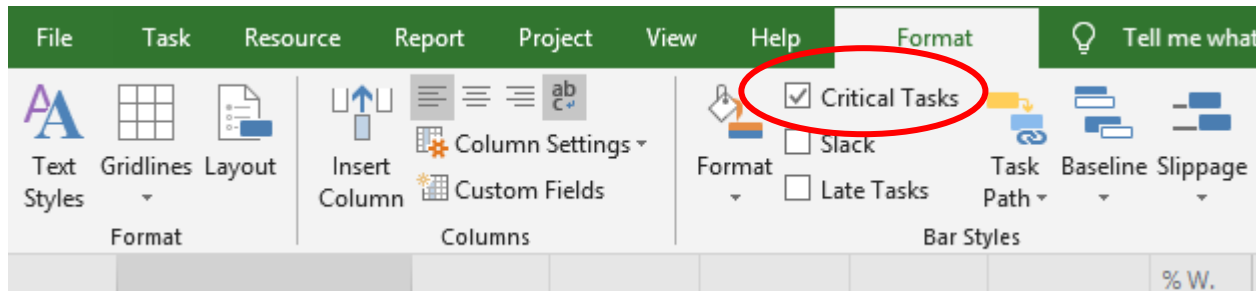 File Task Resource Report Project View Help Format Tell me what
Text Styles
Gridlines
Layout
Format
Insert Column
ab
c
Column Settings
Custom Fields
Columns
Format
Critical Tasks
Slack
Late Tasks
Task Path
Baseline
Slippage
Bar Styles
% W.